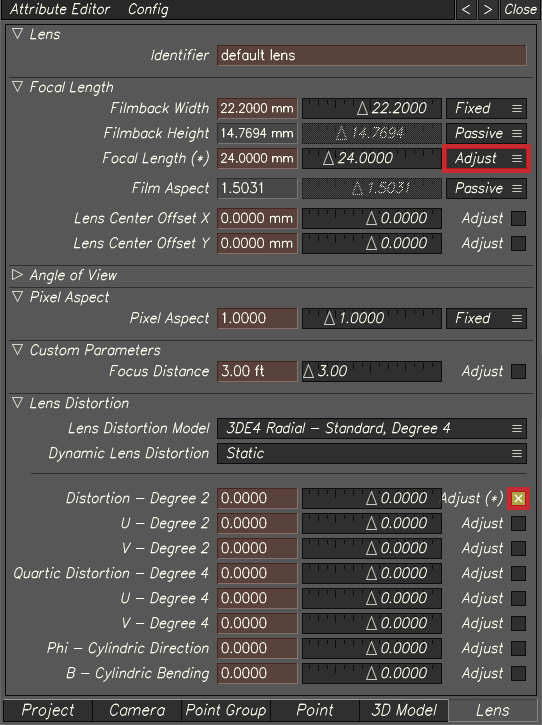 Attribute Editor Config < > Close
▽ Lens
Identifier default lens
▽ Focal Length
Filmback Width 22.2000 mm △ 22.2000 Fixed ≡
Filmback Height 14.7694 mm △ 14.7694 Passive ≡
Focal Length (*) 24.0000 mm △ 24.0000 Adjust ≡
Film Aspect 1.5031 △ 1.5031 Passive ≡
Lens Center Offset X 0.0000 mm △ 0.0000 Adjust
Lens Center Offset Y 0.0000 mm △ 0.0000 Adjust
▷ Angle of View
▽ Pixel Aspect
Pixel Aspect 1.0000 △ 1.0000 Fixed ≡
▽ Custom Parameters
Focus Distance 3.00 ft △ 3.00 Adjust
▽ Lens Distortion
Lens Distortion Model 3DE4 Radial – Standard, Degree 4 ≡
Dynamic Lens Distortion Static ≡
Distortion – Degree 2 0.0000 △ 0.0000 Adjust (*)
U – Degree 2 0.0000 △ 0.0000 Adjust
V – Degree 2 0.0000 △ 0.0000 Adjust
Quartic Distortion – Degree 4 0.0000 △ 0.0000 Adjust
U – Degree 4 0.0000 △ 0.0000 Adjust
V – Degree 4 0.0000 △ 0.0000 Adjust
Phi – Cylindric Direction 0.0000 △ 0.0000 Adjust
B – Cylindric Bending 0.0000 △ 0.0000 Adjust
Project Camera Point Group Point 3D Model Lens